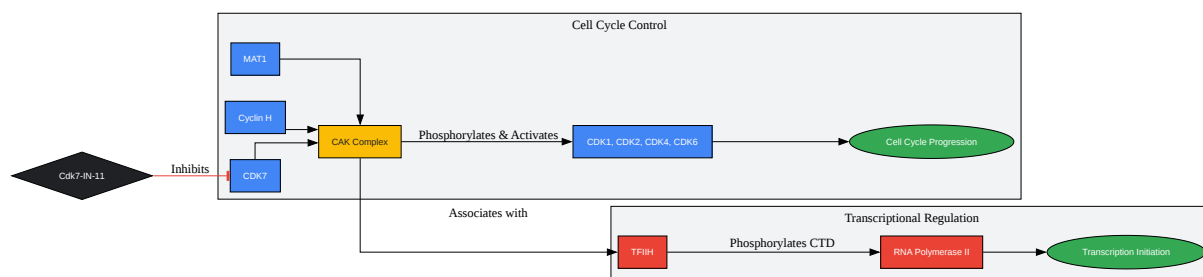 Cell Cycle Control
MAT1
Cyclin H
CAK Complex
Phosphorylates & Activates
CDK1, CDK2, CDK4, CDK6
Cell Cycle Progression
Cdk7-IN-11
Inhibits
CDK7
Associates with
Transcriptional Regulation
TFIIH
Phosphorylates CTD
RNA Polymerase II
Transcription Initiation